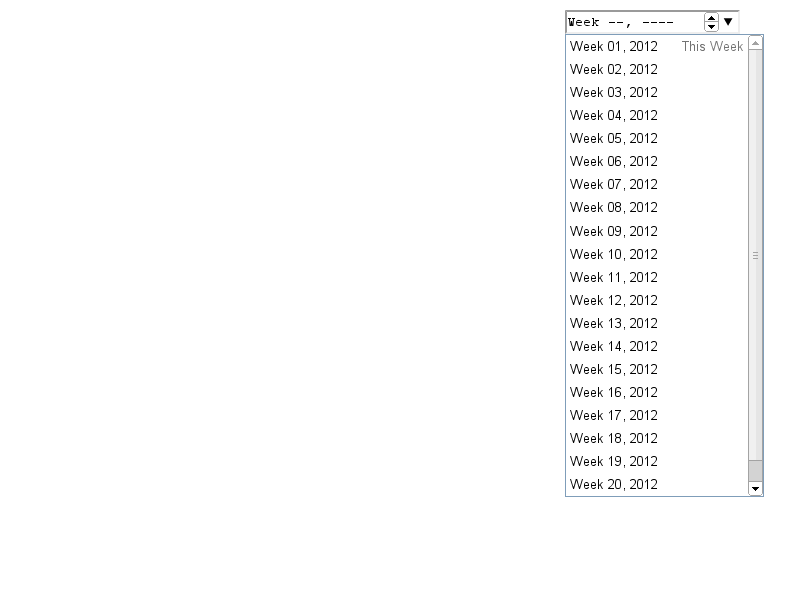 Week --, ----
Week 01, 2012 This Week
Week 02, 2012
Week 03, 2012
Week 04, 2012
Week 05, 2012
Week 06, 2012
Week 07, 2012
Week 08, 2012
Week 09, 2012
Week 10, 2012
Week 11, 2012
Week 12, 2012
Week 13, 2012
Week 14, 2012
Week 15, 2012
Week 16, 2012
Week 17, 2012
Week 18, 2012
Week 19, 2012
Week 20, 2012